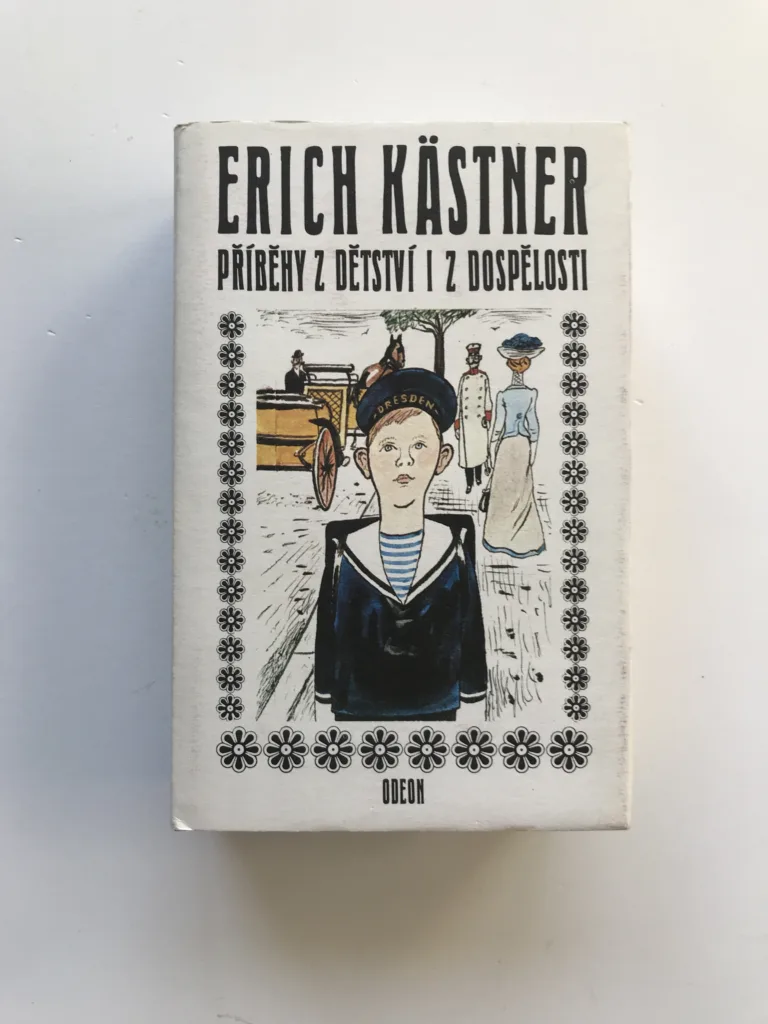 ERICH KÄSTNER
PŘÍBĚHY Z DĚTSTVÍ I Z DOSPĚLOSTI
DRESDEN
ODEON